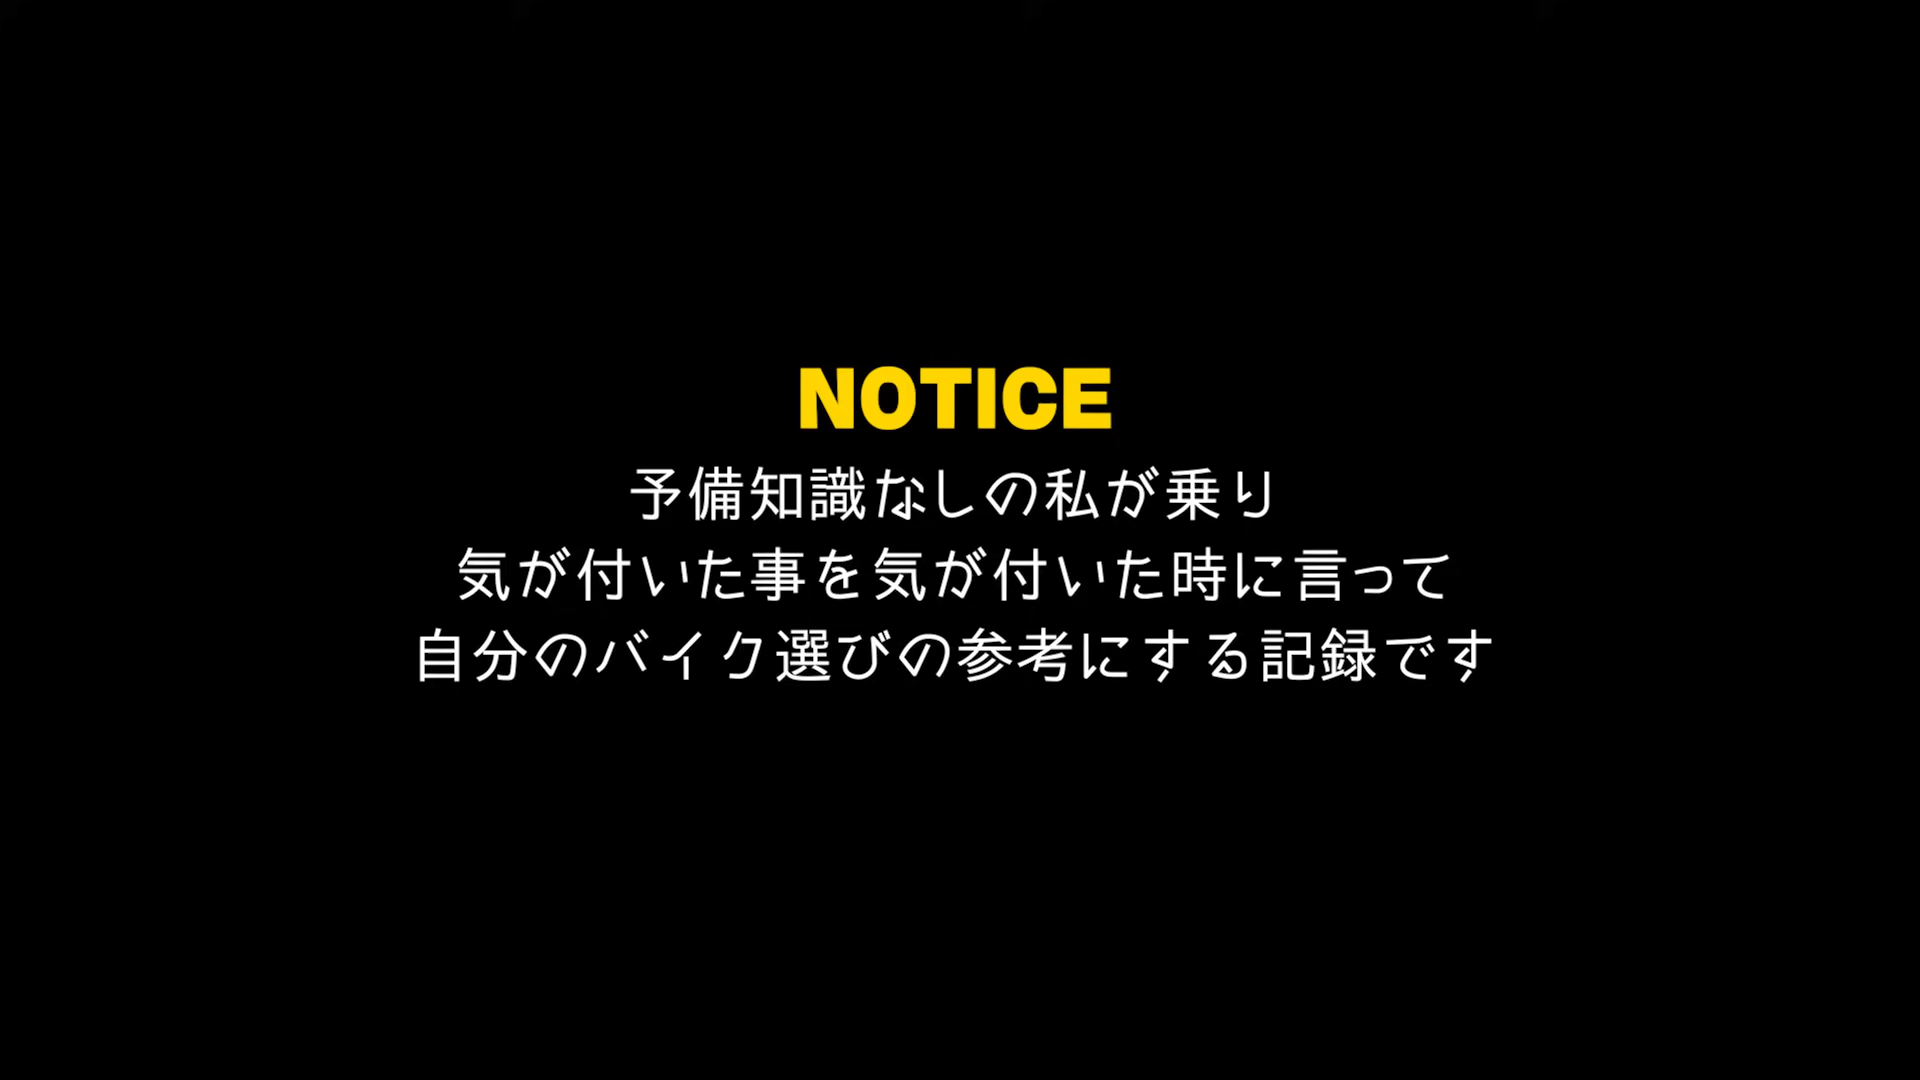 NOTICE
予備知識なしの私が乗り
気が付いた事を気が付いた時に言って
自分のバイク選びの参考にする記録です